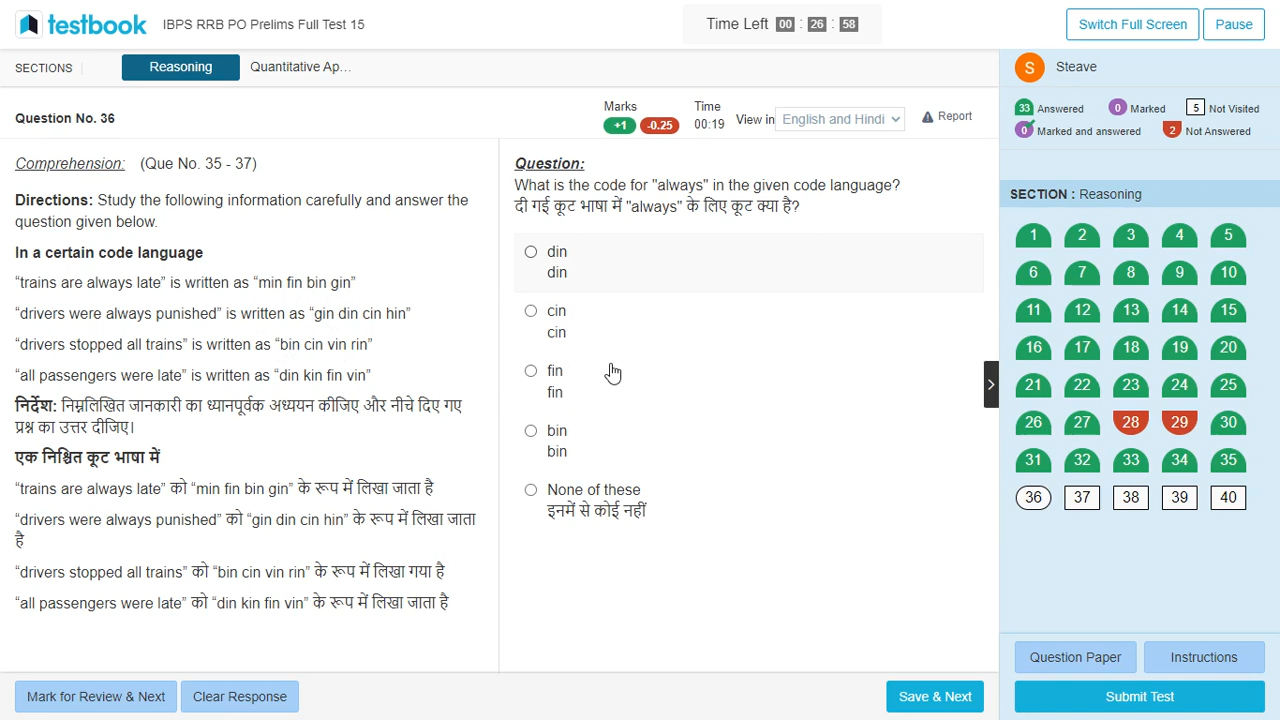 testbook
IBPS RRB PO Prelims Full Test 15
Time Left 00 : 26 : 58
Switch Full Screen
Pause
SECTIONS
Reasoning
Quantitative Ap...
S
Steave
Question No. 36
Marks
+1 -0.25
Time
00:19
View in
English and Hindi
Report
33 Answered
0 Marked
5 Not Visited
0 Marked and answered
2 Not Answered
Comprehension: (Que No. 35 - 37)
Directions: Study the following information carefully and answer the
question given below.
In a certain code language
“trains are always late” is written as “min fin bin gin”
“drivers were always punished” is written as “gin din cin hin”
“drivers stopped all trains” is written as “bin cin vin rin”
“all passengers were late” is written as “din kin fin vin”
निर्देश: निम्नलिखित जानकारी का ध्यानपूर्वक अध्ययन कीजिए और नीचे दिए गए
प्रश्न का उत्तर दीजिए।
एक निश्चित कूट भाषा में
“trains are always late” को “min fin bin gin” के रूप में लिखा जाता है
“drivers were always punished” को “gin din cin hin” के रूप में लिखा जाता
है
“drivers stopped all trains” को “bin cin vin rin” के रूप में लिखा गया है
“all passengers were late” को “din kin fin vin” के रूप में लिखा जाता है
Question:
What is the code for "always" in the given code language?
दी गई कूट भाषा में "always" के लिए कूट क्या है?
din
din
cin
cin
fin
fin
bin
bin
None of these
इनमें से कोई नहीं
SECTION : Reasoning
1 2 3 4 5
6 7 8 9 10
11 12 13 14 15
16 17 18 19 20
21 22 23 24 25
26 27 28 29 30
31 32 33 34 35
36 37 38 39 40
Question Paper
Instructions
Mark for Review & Next
Clear Response
Save & Next
Submit Test